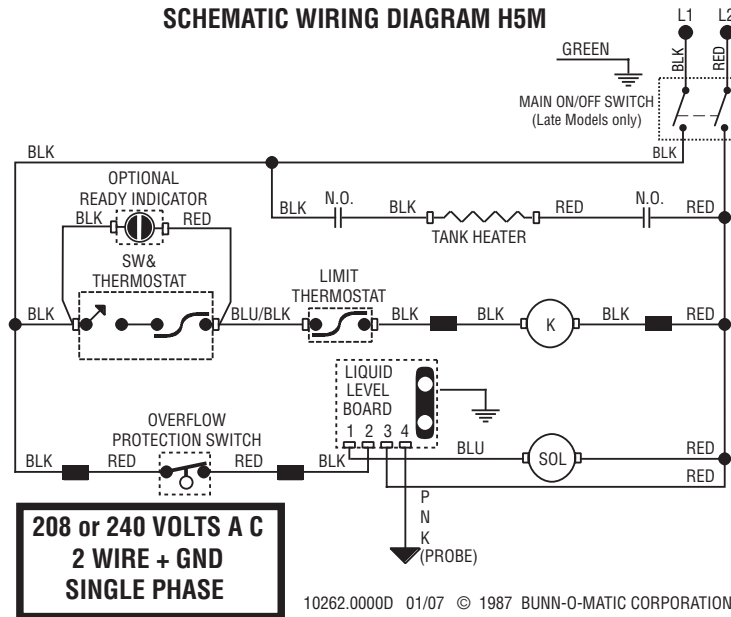 SCHEMATIC WIRING DIAGRAM H5M
L1 L2
GREEN
BLK RED
MAIN ON/OFF SWITCH
(Late Models only)
BLK
BLK
OPTIONAL
READY INDICATOR
BLK RED
BLK N.O. BLK RED N.O. RED
TANK HEATER
SW&
THERMOSTAT
LIMIT
THERMOSTAT
BLK BLU/BLK BLK BLK K BLK RED
LIQUID
LEVEL
BOARD
1 2 3 4
OVERFLOW
PROTECTION SWITCH
BLU SOL RED
BLK RED RED BLK RED
P
N
K
(PROBE)
208 or 240 VOLTS A C
2 WIRE + GND
SINGLE PHASE
10262.0000D 01/07 © 1987 BUNN-O-MATIC CORPORATION